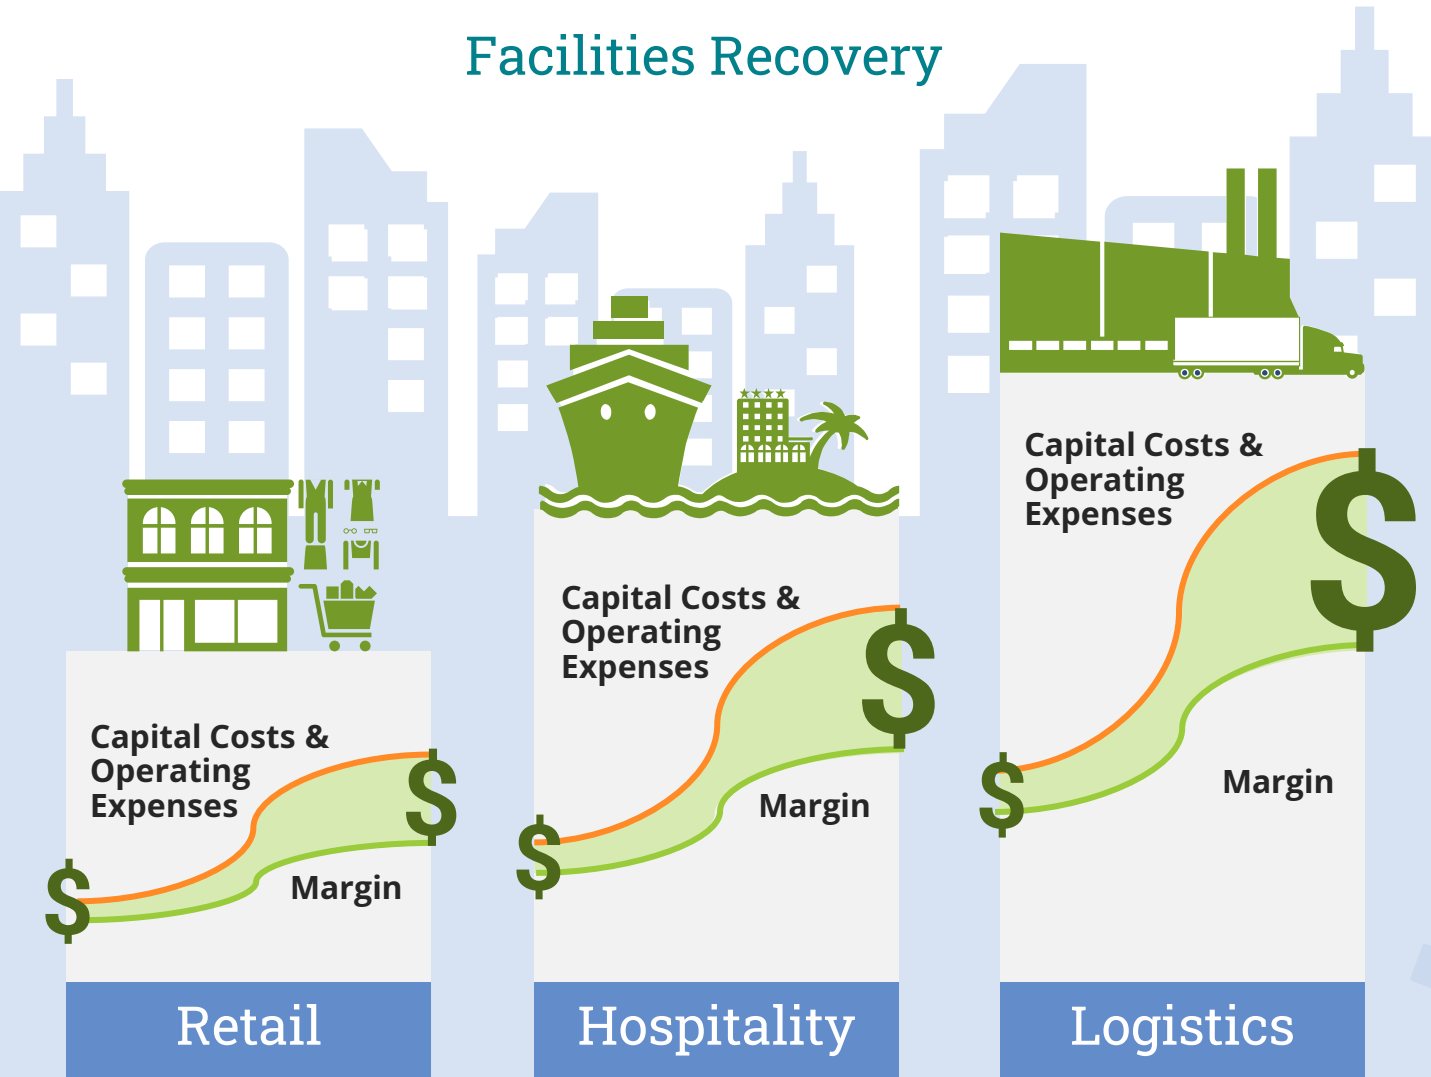 Facilities Recovery
Capital Costs &
Operating
Expenses
Margin
$
$
Retail
Capital Costs &
Operating
Expenses
Margin
$
$
Hospitality
Capital Costs &
Operating
Expenses
Margin
$
$
Logistics